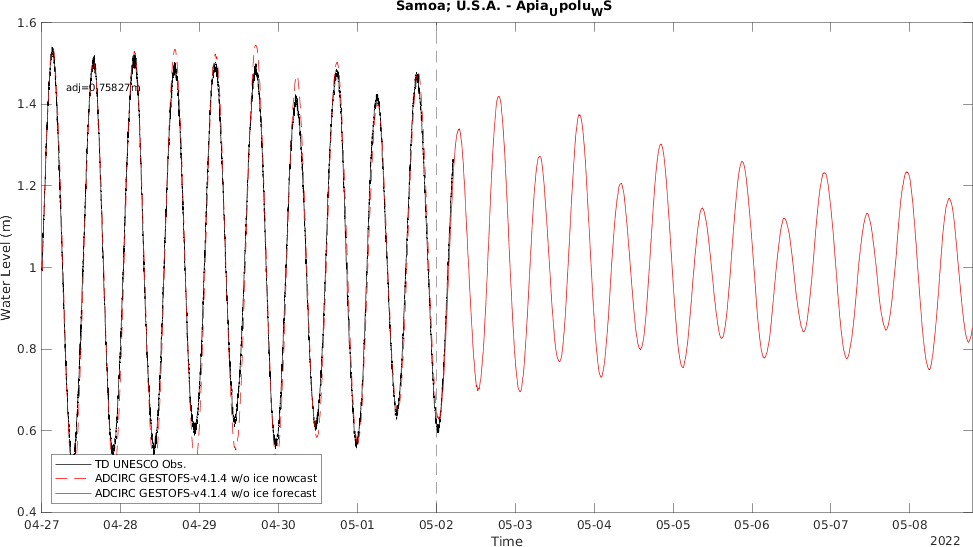 Samoa; U.S.A. - Apia_Upolu_WS
1.6
adj=0.75827m
1.4
1.2
1
0.8
0.6
0.4
Water Level (m)
TD UNESCO Obs.
ADCIRC GESTOFS-v4.1.4 w/o ice nowcast
ADCIRC GESTOFS-v4.1.4 w/o ice forecast
04-27 04-28 04-29 04-30 05-01 05-02 05-03 05-04 05-05 05-06 05-07 05-08
Time
2022